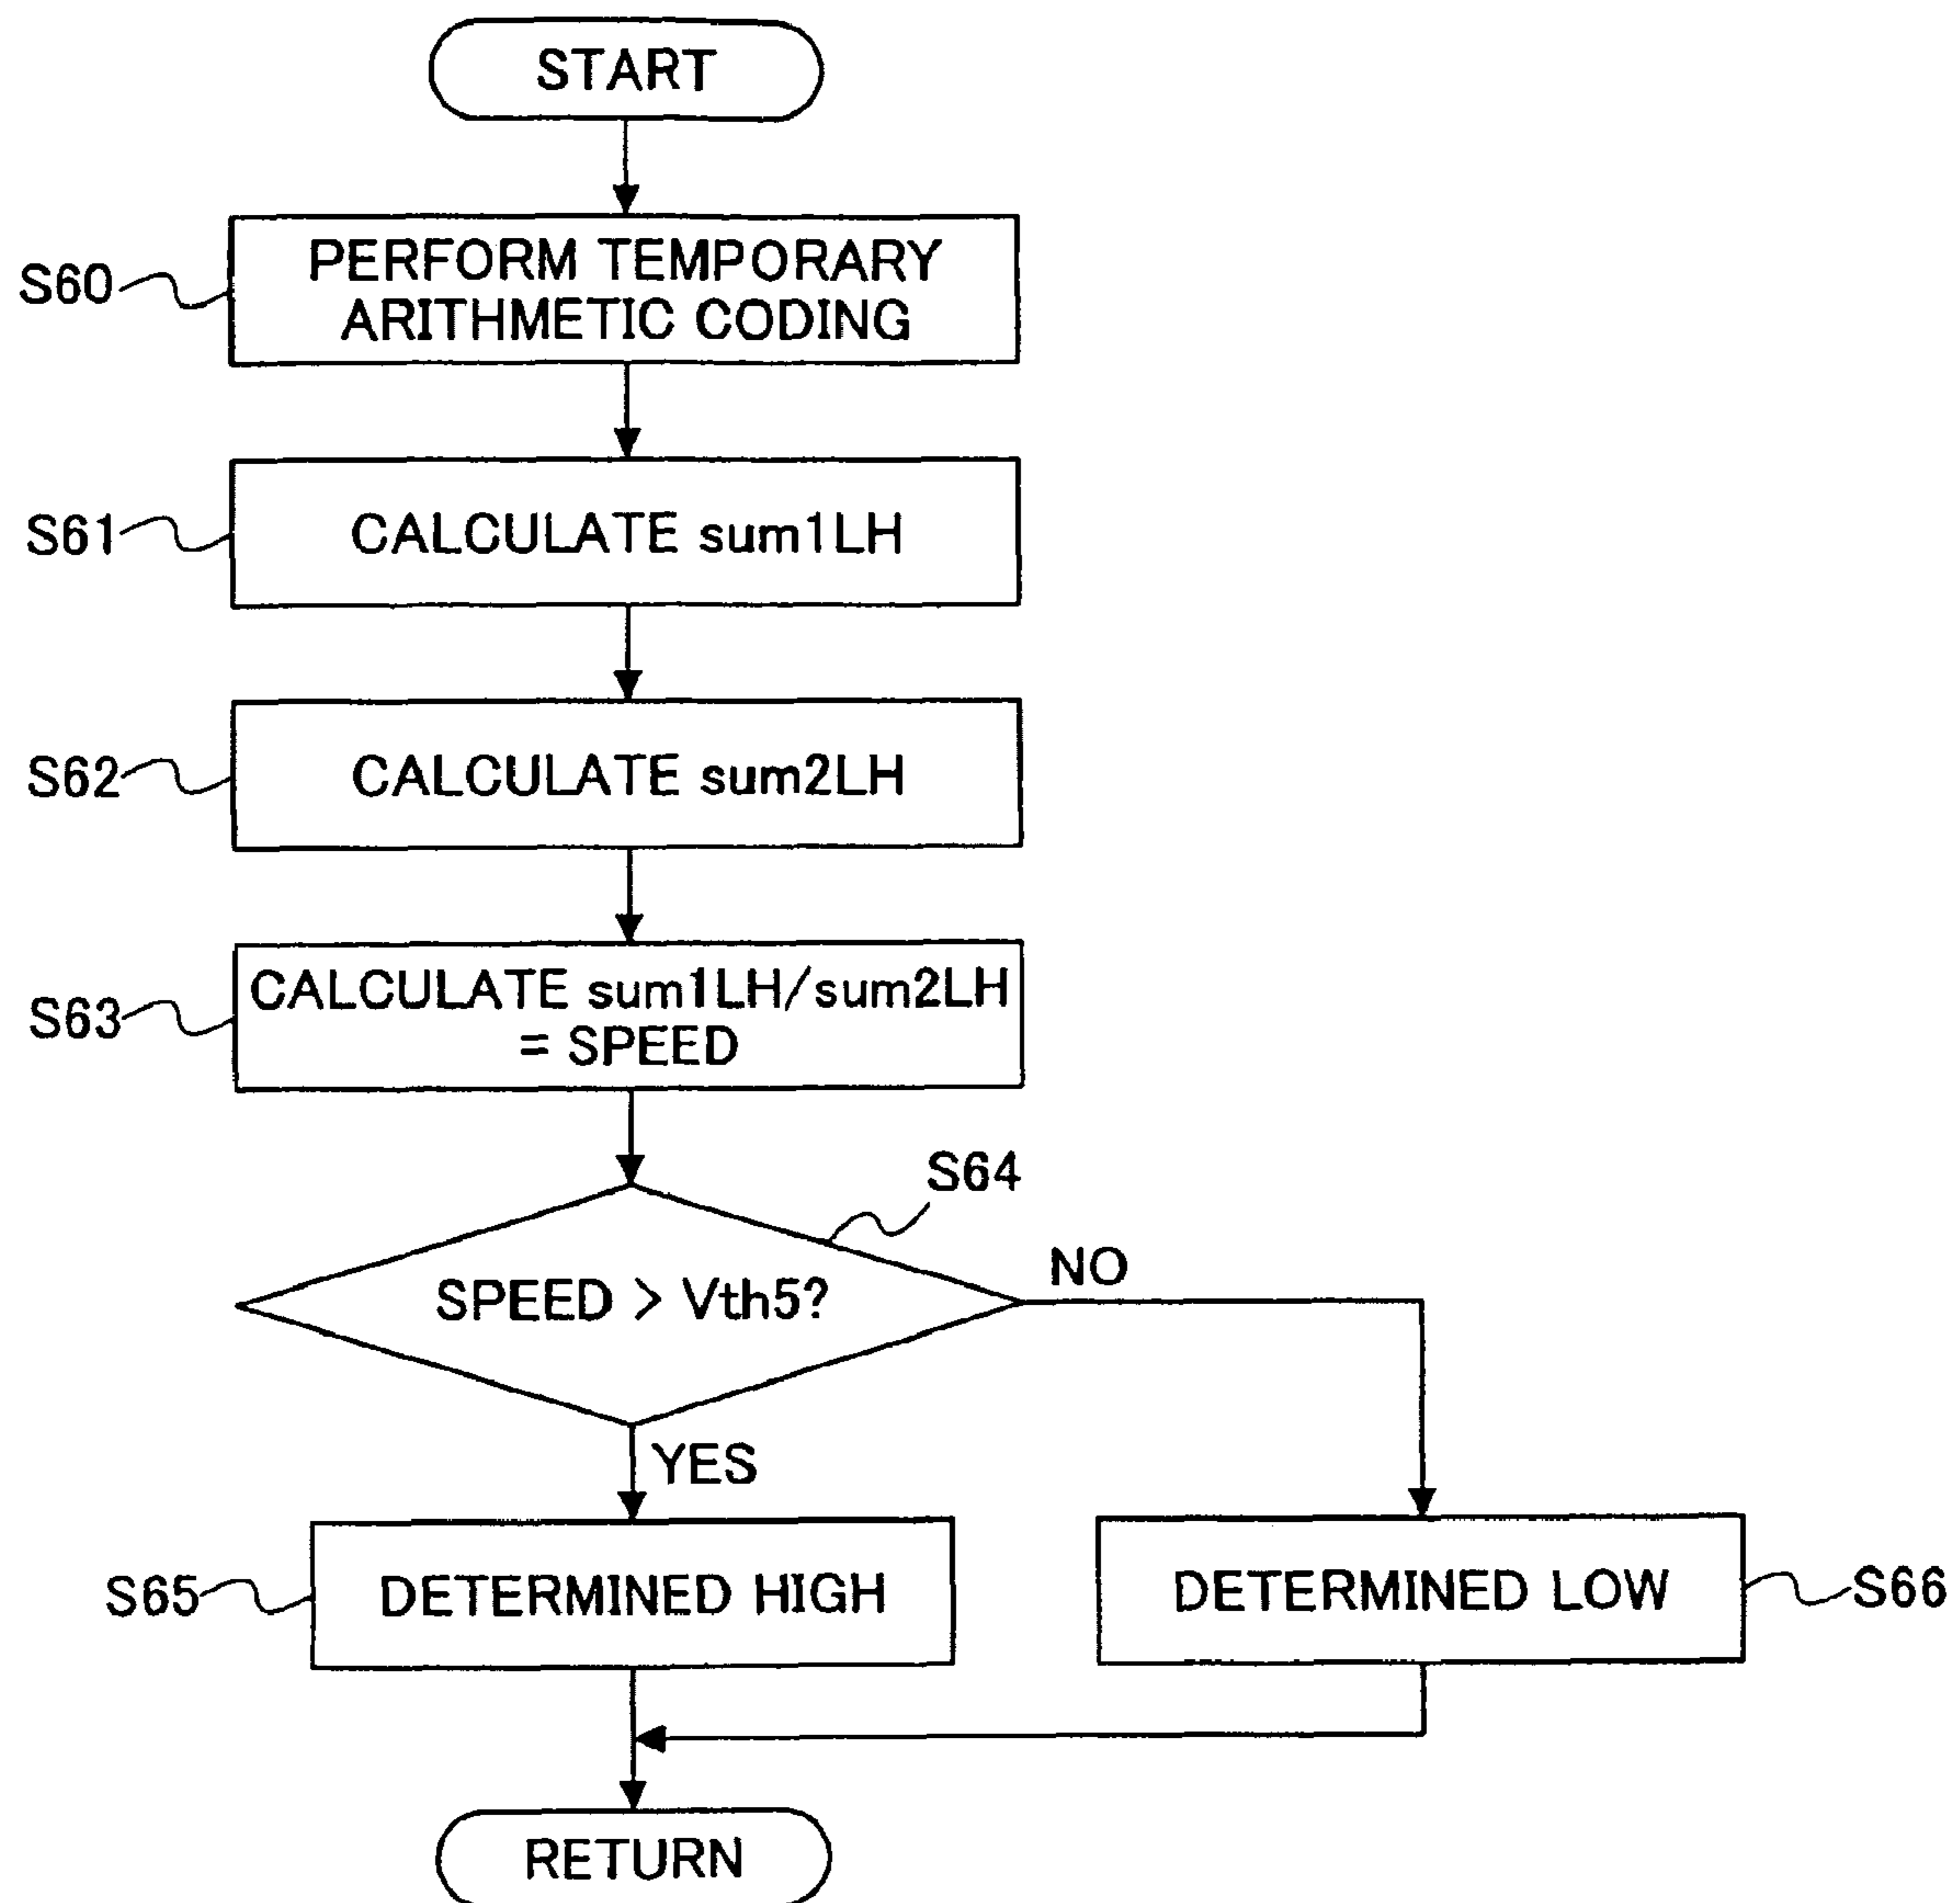 START
S60
PERFORM TEMPORARY
ARITHMETIC CODING
S61
CALCULATE sum1LH
S62
CALCULATE sum2LH
S63
CALCULATE sum1LH/sum2LH
= SPEED
S64
SPEED > Vth5?
NO
YES
S65
DETERMINED HIGH
DETERMINED LOW
S66
RETURN